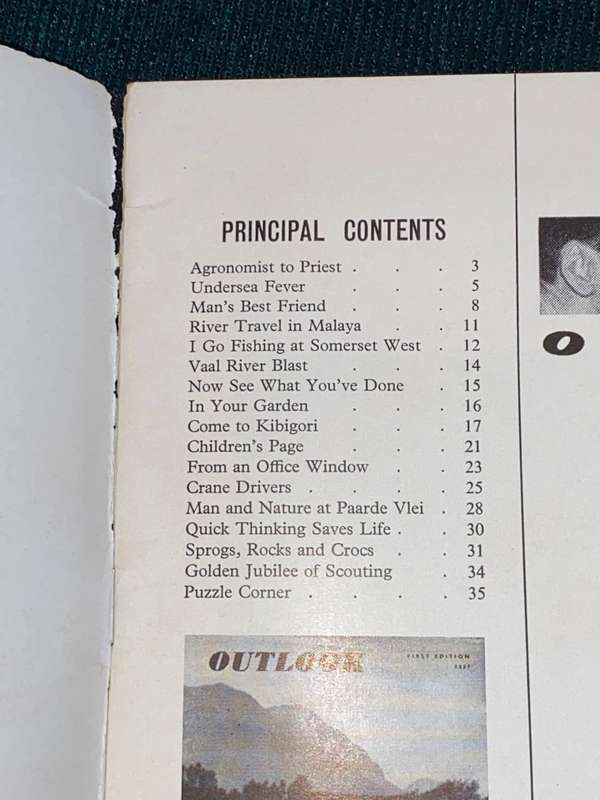 PRINCIPAL CONTENTS
Agronomist to Priest . . . 3
Undersea Fever . . . 5
Man's Best Friend . . . 8
River Travel in Malaya . . 11
I Go Fishing at Somerset West . 12
Vaal River Blast . . . 14
Now See What You've Done . 15
In Your Garden . . . 16
Come to Kibigori . . . 17
Children's Page . . . 21
From an Office Window . . 23
Crane Drivers . . . . 25
Man and Nature at Paarde Vlei . 28
Quick Thinking Saves Life . . 30
Sprogs, Rocks and Crocs . . 31
Golden Jubilee of Scouting . 34
Puzzle Corner . . . . 35
O
OUTLOOK
FIRST EDITION
1957